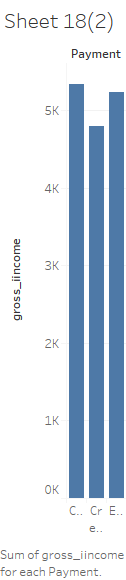 Sheet 18(2)
Payment
5K
4K
3K
2K
1K
0K
gross_iincome
C.. Cr E..
e..
Sum of gross_iincome
for each Payment.